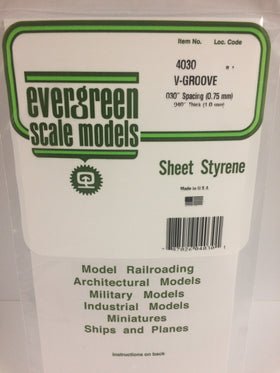 Item No. Loc. Code
4030
V-GROOVE
.030" Spacing (0.75 mm)
.040" Thick (1.0 mm)
evergreen
scale models
Sheet Styrene
Made in U S A
Model Railroading
Architectural Models
Military Models
Industrial Models
Miniatures
Ships and Planes
Instructions on back